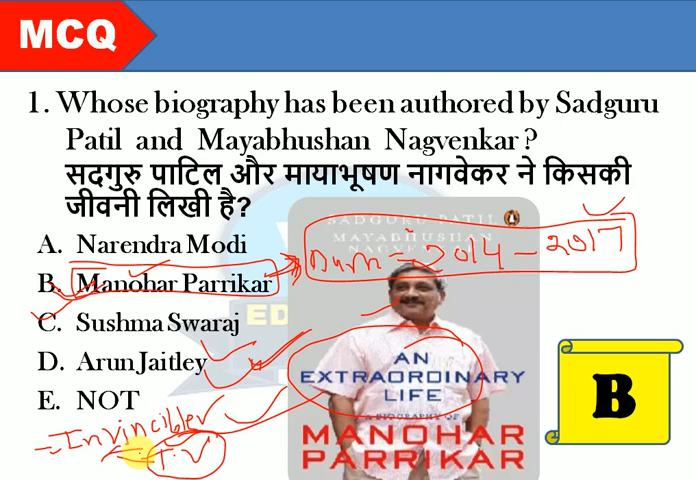 MCQ
1. Whose biography has been authored by Sadguru
Patil and Mayabhushan Nagvenkar ?
सदगुरु पाटिल और मायाभूषण नागवेकर ने किसकी
जीवनी लिखी है?
SADGURU PATIL
MAYABHUSHAN
A. Narendra Modi
B. Manohar Parrikar
2014 - 2017
C. Sushma Swaraj
D. Arun Jaitley
E. NOT
AN
EXTRAORDINARY
LIFE
A BIOGRAPHY OF
MANOHAR
PARRIKAR
B